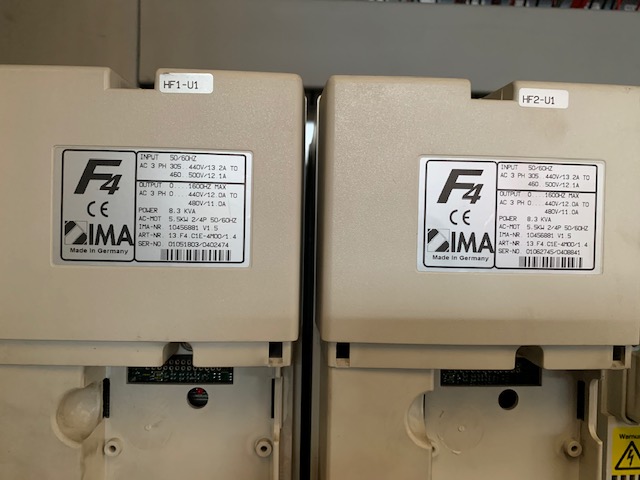 HF1-U1
F4
CE
IMA
Made in Germany
INPUT 50/60HZ
AC 3 PH 305..440V/13.2A TO
460..500V/12.1A
OUTPUT 0... 1600HZ MAX
AC 3 PH 0... 440V/12.0A TO
480V/11.0A
POWER 8.3 KVA
AC-MOT 5.5KW 2/4P 50/60HZ
IMA-NR 10456881 V1.5
ART-NR 13.F4.C1E-4M00/1.4
SER-NO 01051803/0402474
HF2-U1
F4
CE
IMA
Made in Germany
INPUT 50/60HZ
AC 3 PH 305..440V/13.2A TO
460..500V/12.1A
OUTPUT 0... 1600HZ MAX
AC 3 PH 0... 440V/12.0A TO
480V/11.0A
POWER 8.3 KVA
AC-MOT 5.5KW 2/4P 50/60HZ
IMA-NR 10456881 V1.5
ART-NR 13.F4.C1E-4M00/1.4
SER-NO 01062745/0408841